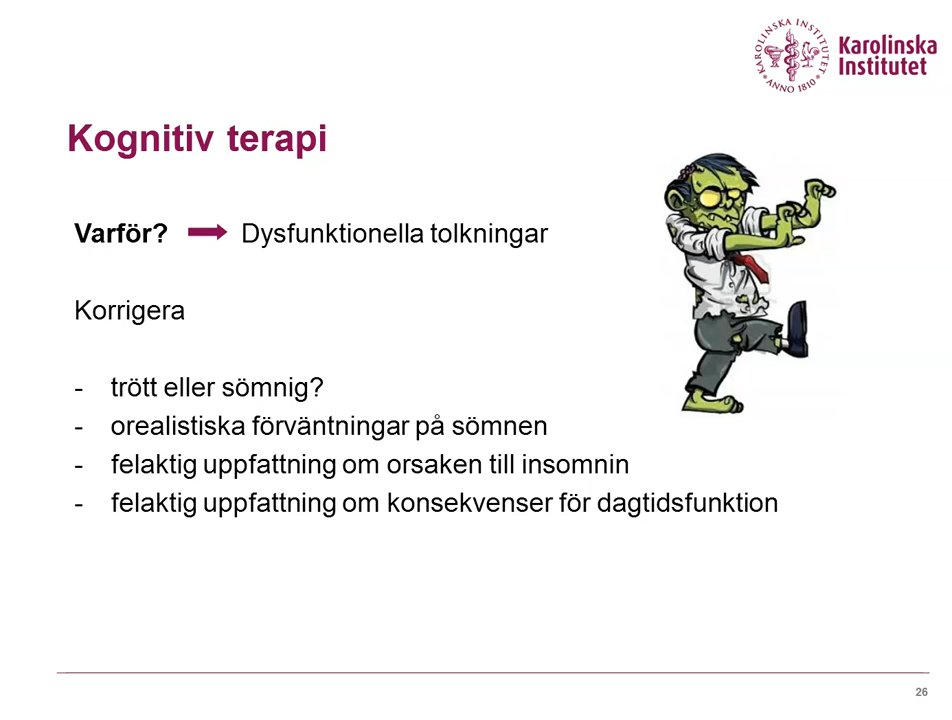 KAROLINSKA INSTITUTET
ANNO 1810
Karolinska
Institutet
Kognitiv terapi
Varför? Dysfunktionella tolkningar
Korrigera
- trött eller sömnig?
- orealistiska förväntningar på sömnen
- felaktig uppfattning om orsaken till insomnin
- felaktig uppfattning om konsekvenser för dagtidsfunktion
26